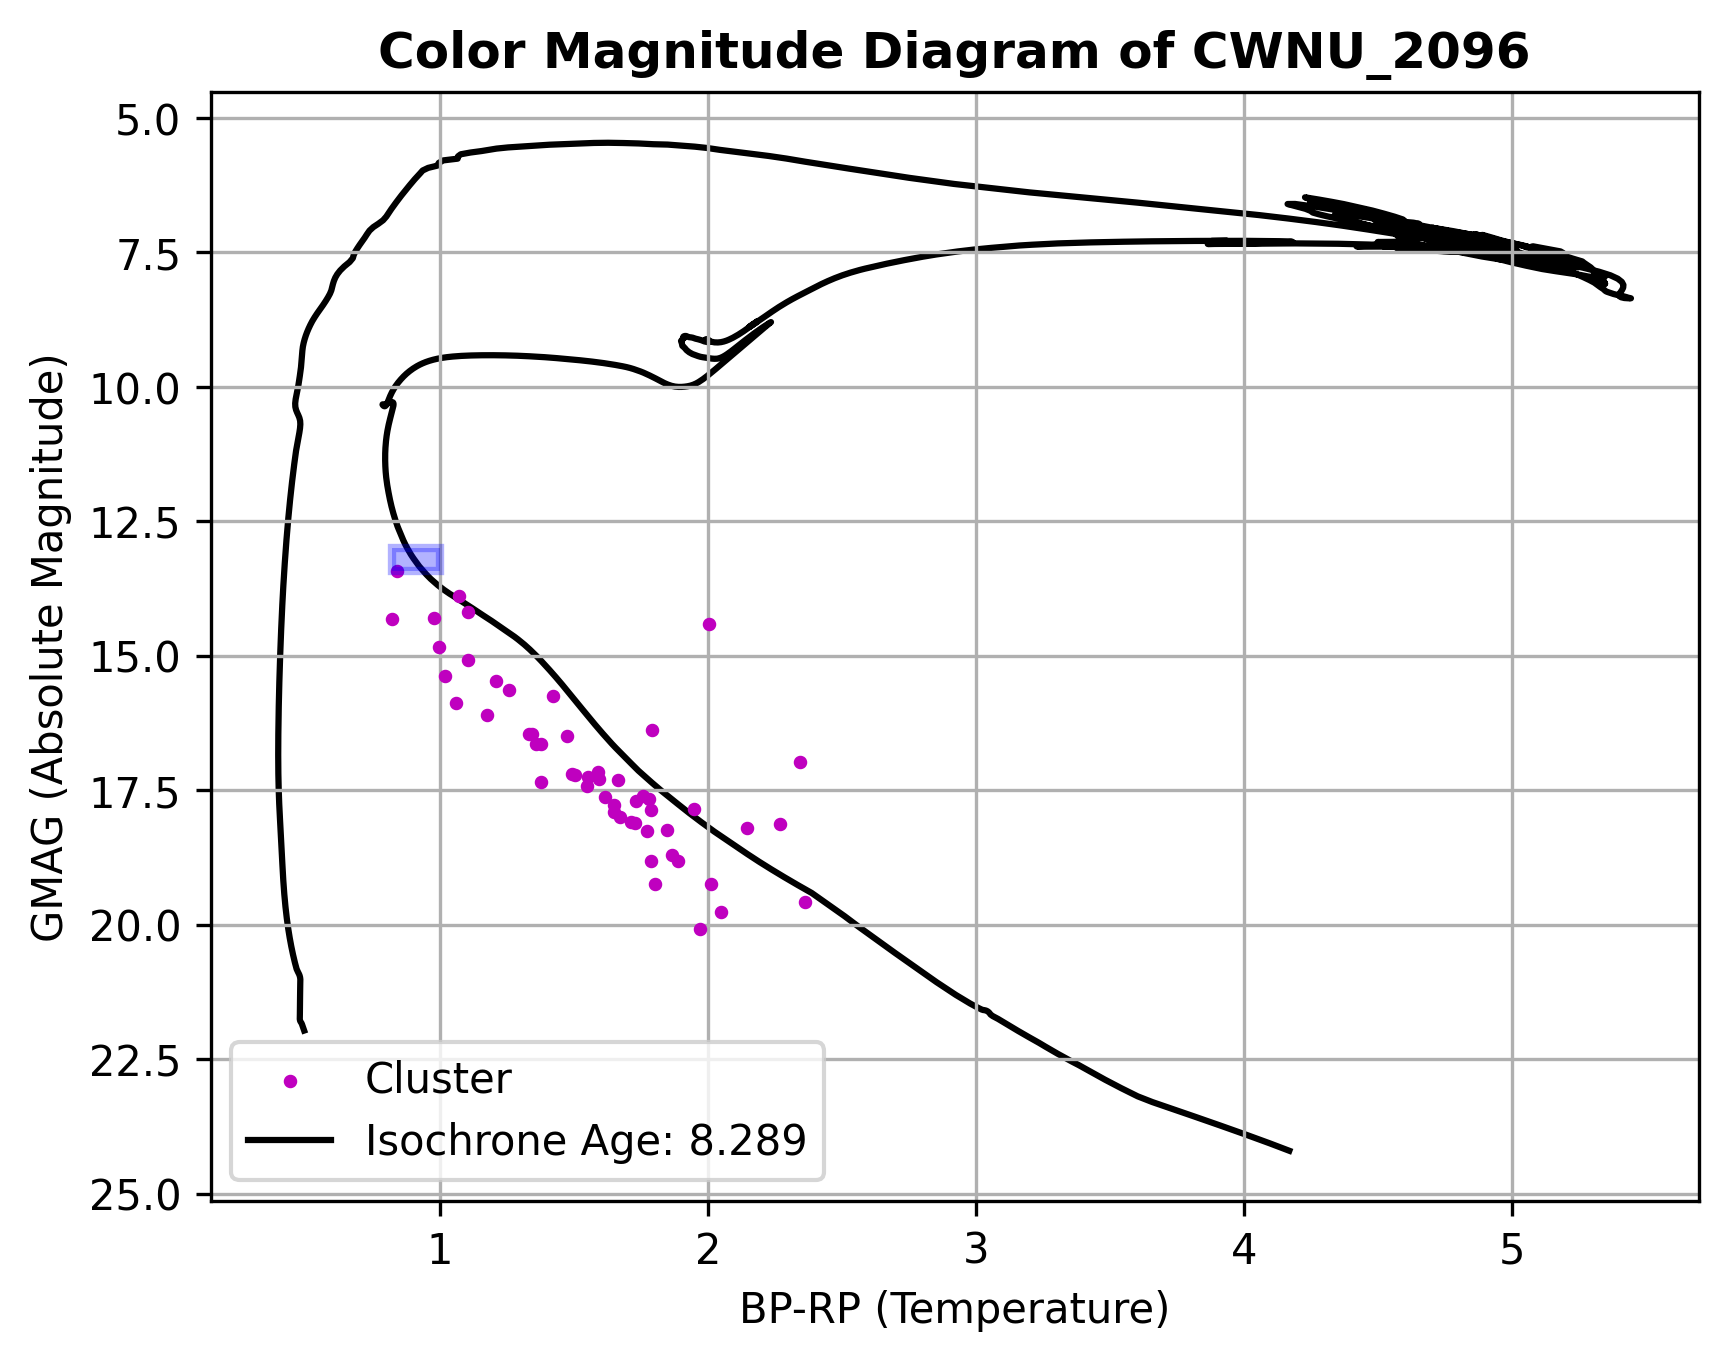 Color Magnitude Diagram of CWNU_2096
GMAG (Absolute Magnitude)
5.0
7.5
10.0
12.5
15.0
17.5
20.0
22.5
25.0
Cluster
Isochrone Age: 8.289
1 2 3 4 5
BP-RP (Temperature)